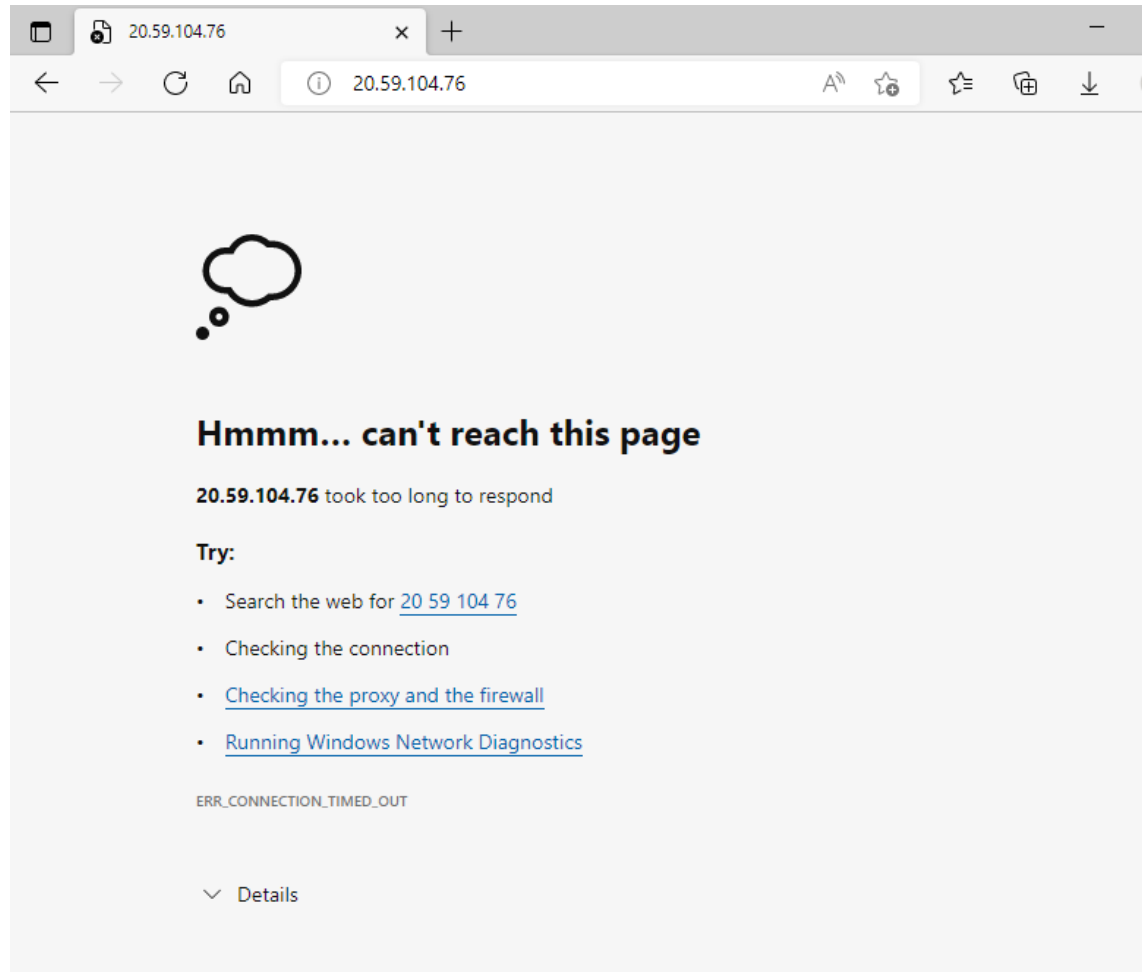 20.59.104.76
20.59.104.76
Hmmm... can't reach this page
20.59.104.76 took too long to respond
Try:
• Search the web for 20 59 104 76
• Checking the connection
• Checking the proxy and the firewall
• Running Windows Network Diagnostics
ERR_CONNECTION_TIMED_OUT
Details